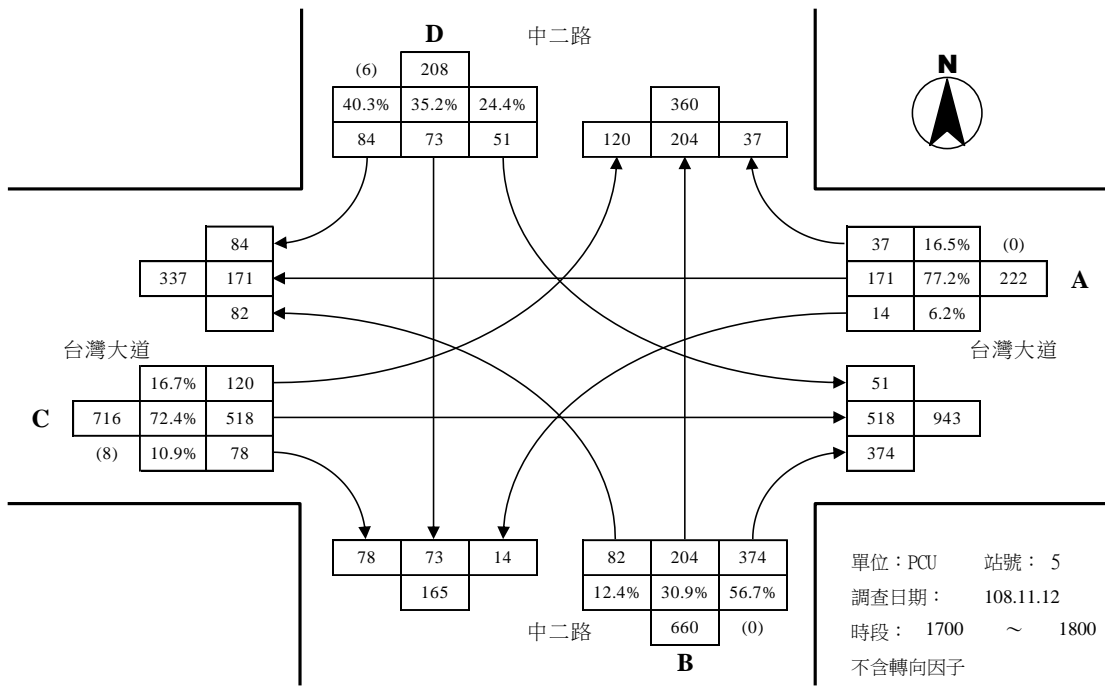 D 中二路
N
(6) 208
40.3% 35.2% 24.4%
84 73 51
360
120 204 37
84
337 171
82
37 16.5% (0)
171 77.2% 222
14 6.2%
A
台灣大道
台灣大道
16.7% 120
C 716 72.4% 518
(8) 10.9% 78
51
518 943
374
78 73 14
165
82 204 374
12.4% 30.9% 56.7%
660 (0)
中二路
B
單位：PCU 站號： 5
調查日期： 108.11.12
時段： 1700 ～ 1800
不含轉向因子